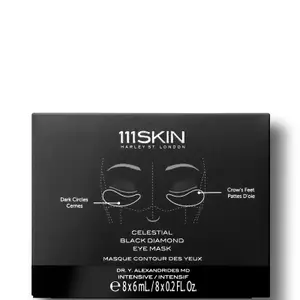 111SKIN
HARLEY ST. LONDON
Dark Circles
Cernes
Crow's Feet
Pattes D'oie
CELESTIAL
BLACK DIAMOND
EYE MASK
MASQUE CONTOUR DES YEUX
DR. Y. ALEXANDRIDES MD
INTENSIVE / INTENSIF
℮ 8 x 6 mL. / 8 x 0.2 Fl. Oz.